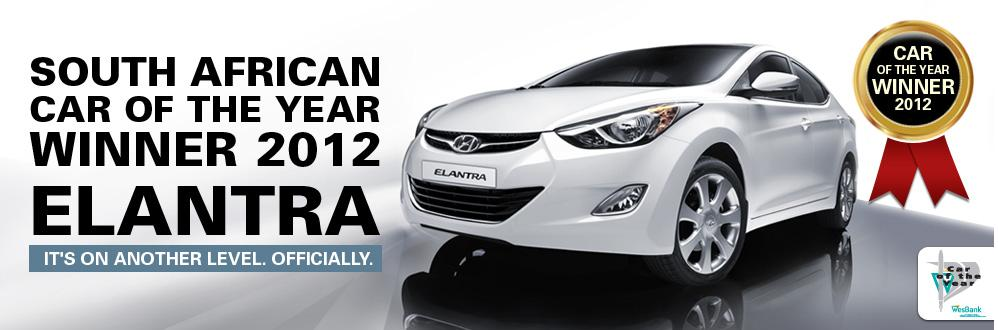 SOUTH AFRICAN
CAR OF THE YEAR
WINNER 2012
ELANTRA
IT'S ON ANOTHER LEVEL. OFFICIALLY.
ELANTRA
CAR
OF THE YEAR
WINNER
2012
Car
of the
Year
WesBank